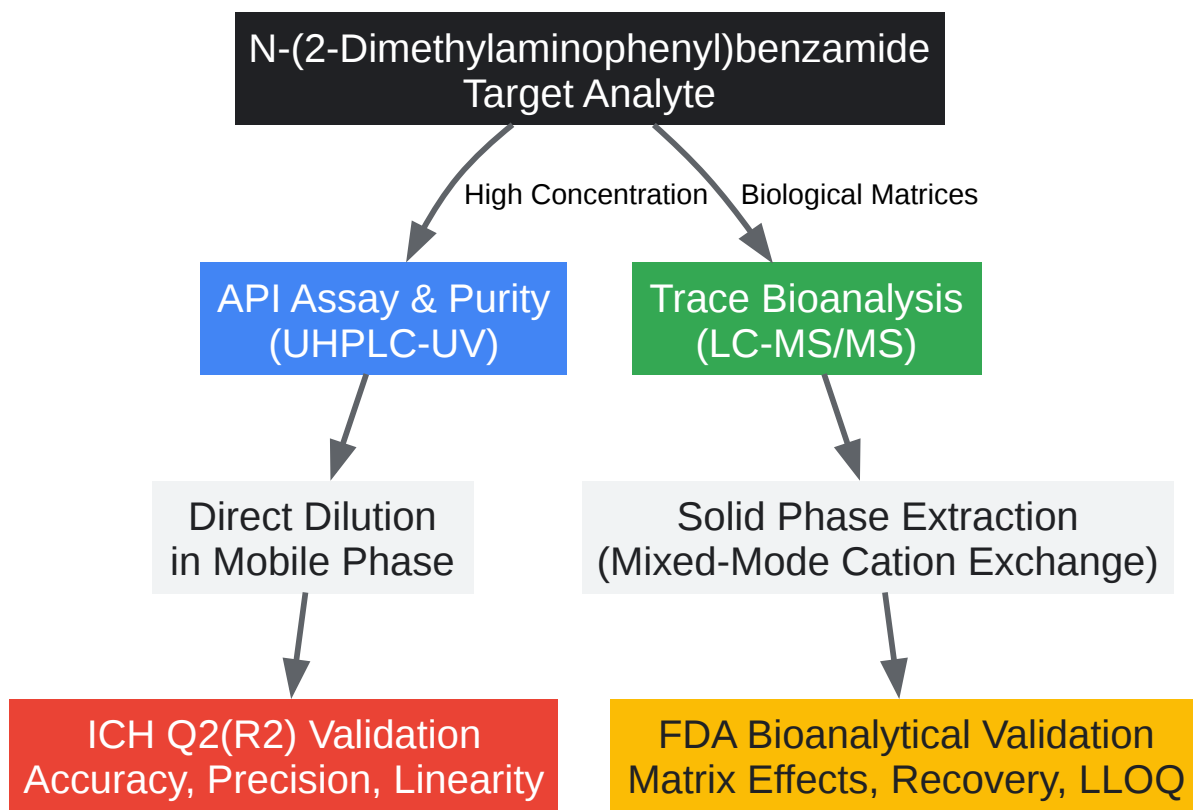 N-(2-Dimethylaminophenyl)benzamide
Target Analyte
High Concentration
Biological Matrices
API Assay & Purity
(UHPLC-UV)
Trace Bioanalysis
(LC-MS/MS)
Direct Dilution
in Mobile Phase
Solid Phase Extraction
(Mixed-Mode Cation Exchange)
ICH Q2(R2) Validation
Accuracy, Precision, Linearity
FDA Bioanalytical Validation
Matrix Effects, Recovery, LLOQ